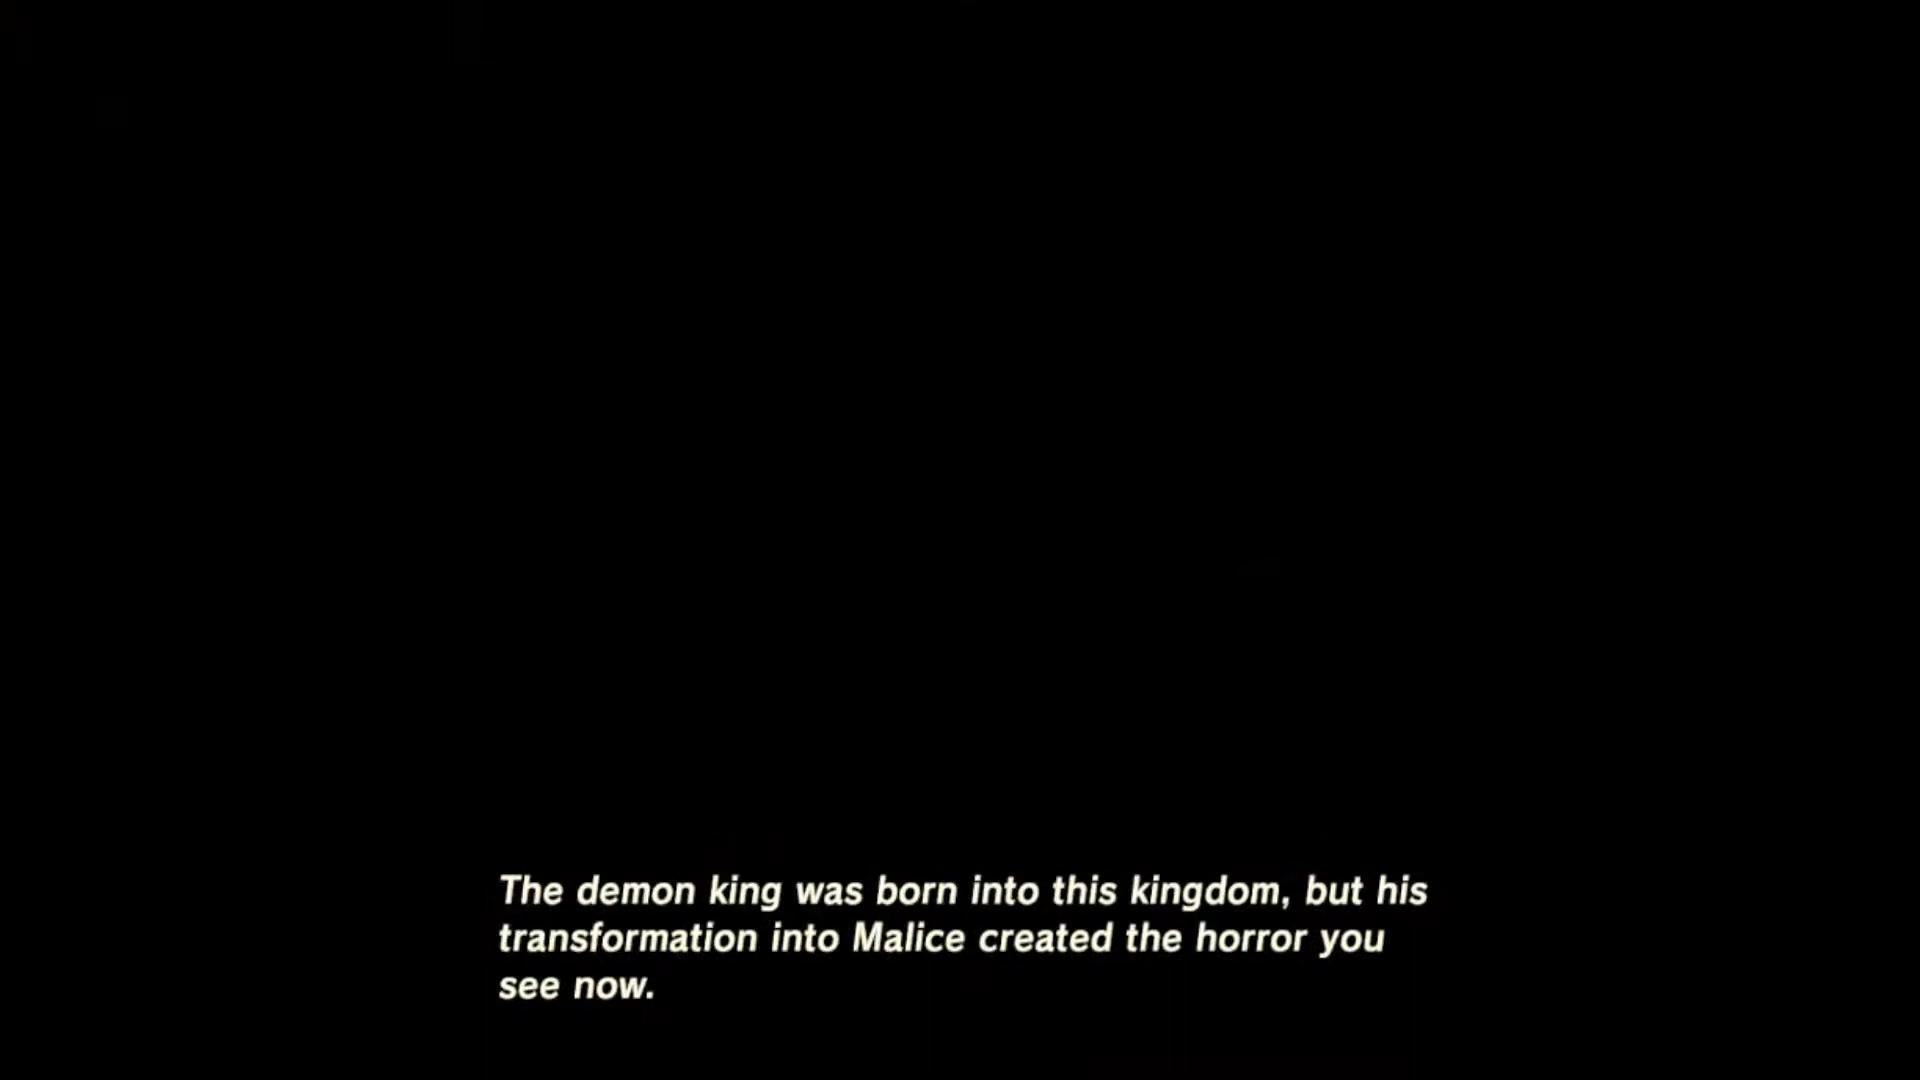 The demon king was born into this kingdom, but his
transformation into Malice created the horror you
see now.